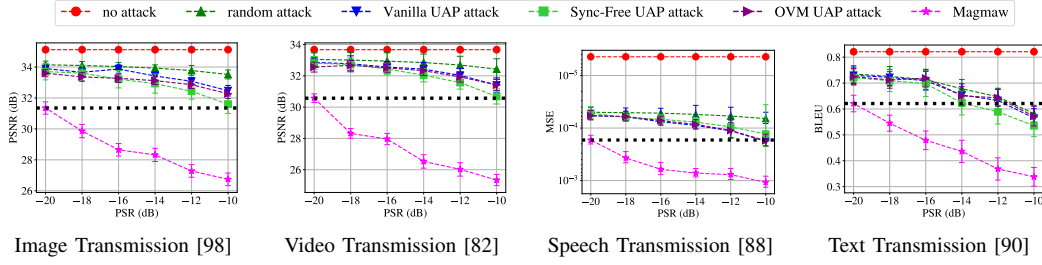 no attack random attack Vanilla UAP attack Sync-Free UAP attack OVM UAP attack Magmaw
PSNR (dB)
36
34
32
30
28
26
−20 −18 −16 −14 −12 −10
PSR (dB)
Image Transmission [98]
PSNR (dB)
34
32
30
28
26
−20 −18 −16 −14 −12 −10
PSR (dB)
Video Transmission [82]
MSE
10⁻⁵
10⁻⁴
10⁻³
−20 −18 −16 −14 −12 −10
PSR (dB)
Speech Transmission [88]
BLEU
0.8
0.7
0.6
0.5
0.4
0.3
−20 −18 −16 −14 −12 −10
PSR (dB)
Text Transmission [90]